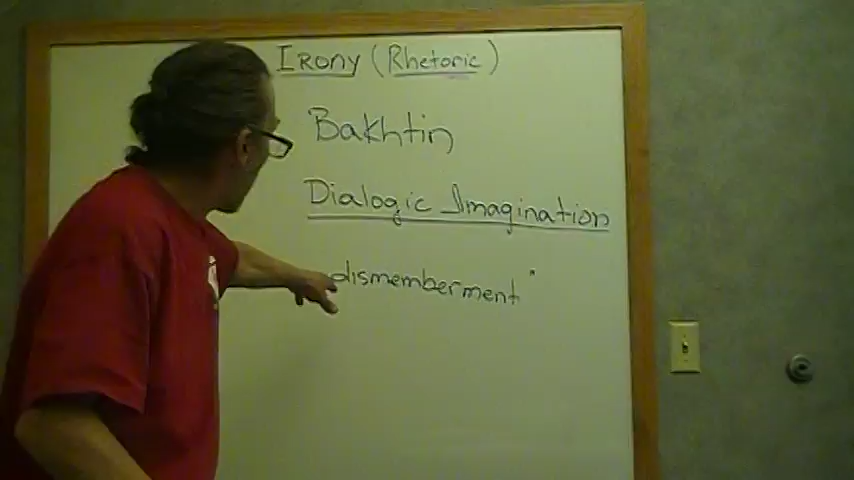 Irony (Rhetoric)
Bakhtin
Dialogic Imagination
dismemberment"